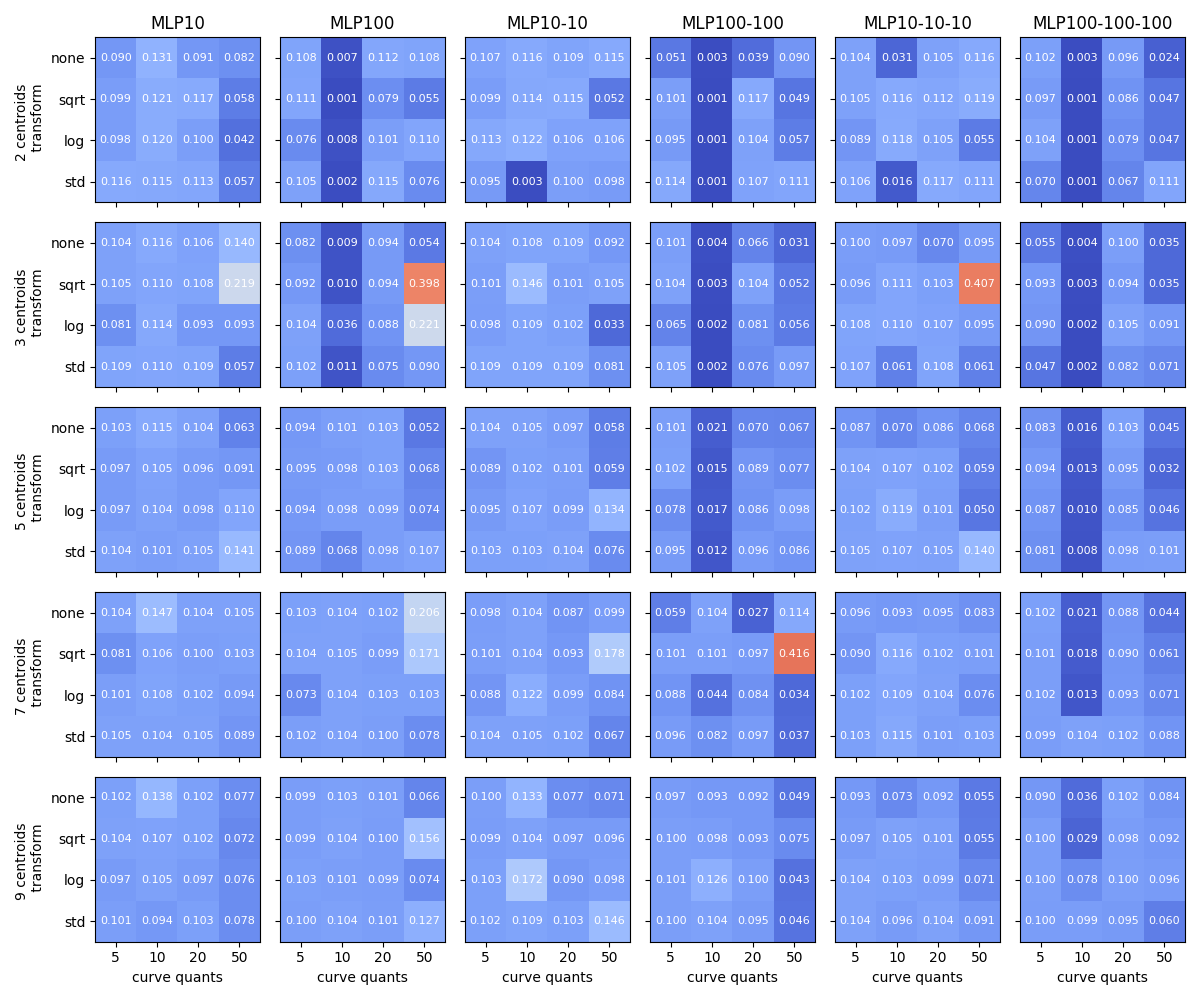 MLP10 MLP100 MLP10-10 MLP100-100 MLP10-10-10 MLP100-100-100
2 centroids
transform
none 0.090 0.131 0.091 0.082 0.108 0.007 0.112 0.108 0.107 0.116 0.109 0.115 0.051 0.003 0.039 0.090 0.104 0.031 0.105 0.116 0.102 0.003 0.096 0.024
sqrt 0.099 0.121 0.117 0.058 0.111 0.001 0.079 0.055 0.099 0.114 0.115 0.052 0.101 0.001 0.117 0.049 0.105 0.116 0.112 0.119 0.097 0.001 0.086 0.047
log 0.098 0.120 0.100 0.042 0.076 0.008 0.101 0.110 0.113 0.122 0.106 0.106 0.095 0.001 0.104 0.057 0.089 0.118 0.105 0.055 0.104 0.001 0.079 0.047
std 0.116 0.115 0.113 0.057 0.105 0.002 0.115 0.076 0.095 0.003 0.100 0.098 0.114 0.001 0.107 0.111 0.106 0.016 0.117 0.111 0.070 0.001 0.067 0.111
3 centroids
transform
none 0.104 0.116 0.106 0.140 0.082 0.009 0.094 0.054 0.104 0.108 0.109 0.092 0.101 0.004 0.066 0.031 0.100 0.097 0.070 0.095 0.055 0.004 0.100 0.035
sqrt 0.105 0.110 0.108 0.219 0.092 0.010 0.094 0.398 0.101 0.146 0.101 0.105 0.104 0.003 0.104 0.052 0.096 0.111 0.103 0.407 0.093 0.003 0.094 0.035
log 0.081 0.114 0.093 0.093 0.104 0.036 0.088 0.221 0.098 0.109 0.102 0.033 0.065 0.002 0.081 0.056 0.108 0.110 0.107 0.095 0.090 0.002 0.105 0.091
std 0.109 0.110 0.109 0.057 0.102 0.011 0.075 0.090 0.109 0.109 0.109 0.081 0.105 0.002 0.076 0.097 0.107 0.061 0.108 0.061 0.047 0.002 0.082 0.071
5 centroids
transform
none 0.103 0.115 0.104 0.063 0.094 0.101 0.103 0.052 0.104 0.105 0.097 0.058 0.101 0.021 0.070 0.067 0.087 0.070 0.086 0.068 0.083 0.016 0.103 0.045
sqrt 0.097 0.105 0.096 0.091 0.095 0.098 0.103 0.068 0.089 0.102 0.101 0.059 0.102 0.015 0.089 0.077 0.104 0.107 0.102 0.059 0.094 0.013 0.095 0.032
log 0.097 0.104 0.098 0.110 0.094 0.098 0.099 0.074 0.095 0.107 0.099 0.134 0.078 0.017 0.086 0.098 0.102 0.119 0.101 0.050 0.087 0.010 0.085 0.046
std 0.104 0.101 0.105 0.141 0.089 0.068 0.098 0.107 0.103 0.103 0.104 0.076 0.095 0.012 0.096 0.086 0.105 0.107 0.105 0.140 0.081 0.008 0.098 0.101
7 centroids
transform
none 0.104 0.147 0.104 0.105 0.103 0.104 0.102 0.206 0.098 0.104 0.087 0.099 0.059 0.104 0.027 0.114 0.096 0.093 0.095 0.083 0.102 0.021 0.088 0.044
sqrt 0.081 0.106 0.100 0.103 0.104 0.105 0.099 0.171 0.101 0.104 0.093 0.178 0.101 0.101 0.097 0.416 0.090 0.116 0.102 0.101 0.101 0.018 0.090 0.061
log 0.101 0.108 0.102 0.094 0.073 0.104 0.103 0.103 0.088 0.122 0.099 0.084 0.088 0.044 0.084 0.034 0.102 0.109 0.104 0.076 0.102 0.013 0.093 0.071
std 0.105 0.104 0.105 0.089 0.102 0.104 0.100 0.078 0.104 0.105 0.102 0.067 0.096 0.082 0.097 0.037 0.103 0.115 0.101 0.103 0.099 0.104 0.102 0.088
9 centroids
transform
none 0.102 0.138 0.102 0.077 0.099 0.103 0.101 0.066 0.100 0.133 0.077 0.071 0.097 0.093 0.092 0.049 0.093 0.073 0.092 0.055 0.090 0.036 0.102 0.084
sqrt 0.104 0.107 0.102 0.072 0.099 0.104 0.100 0.156 0.099 0.104 0.097 0.096 0.100 0.098 0.093 0.075 0.097 0.105 0.101 0.055 0.100 0.029 0.098 0.092
log 0.097 0.105 0.097 0.076 0.103 0.101 0.099 0.074 0.103 0.172 0.090 0.098 0.101 0.126 0.100 0.043 0.104 0.103 0.099 0.071 0.100 0.078 0.100 0.096
std 0.101 0.094 0.103 0.078 0.100 0.104 0.101 0.127 0.102 0.109 0.103 0.146 0.100 0.104 0.095 0.046 0.104 0.096 0.104 0.091 0.100 0.099 0.095 0.060
5 10 20 50 5 10 20 50 5 10 20 50 5 10 20 50 5 10 20 50 5 10 20 50
curve quants curve quants curve quants curve quants curve quants curve quants